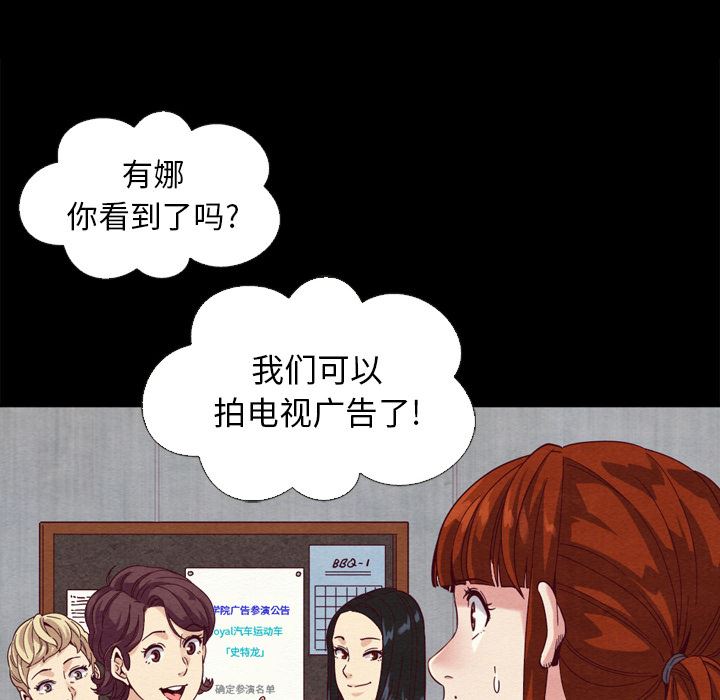 有娜
你看到了吗?
我们可以
拍电视广告了!
BBQ-1
学院广告参演公告
oyal汽车运动车
「史特龙」
确定参演名单